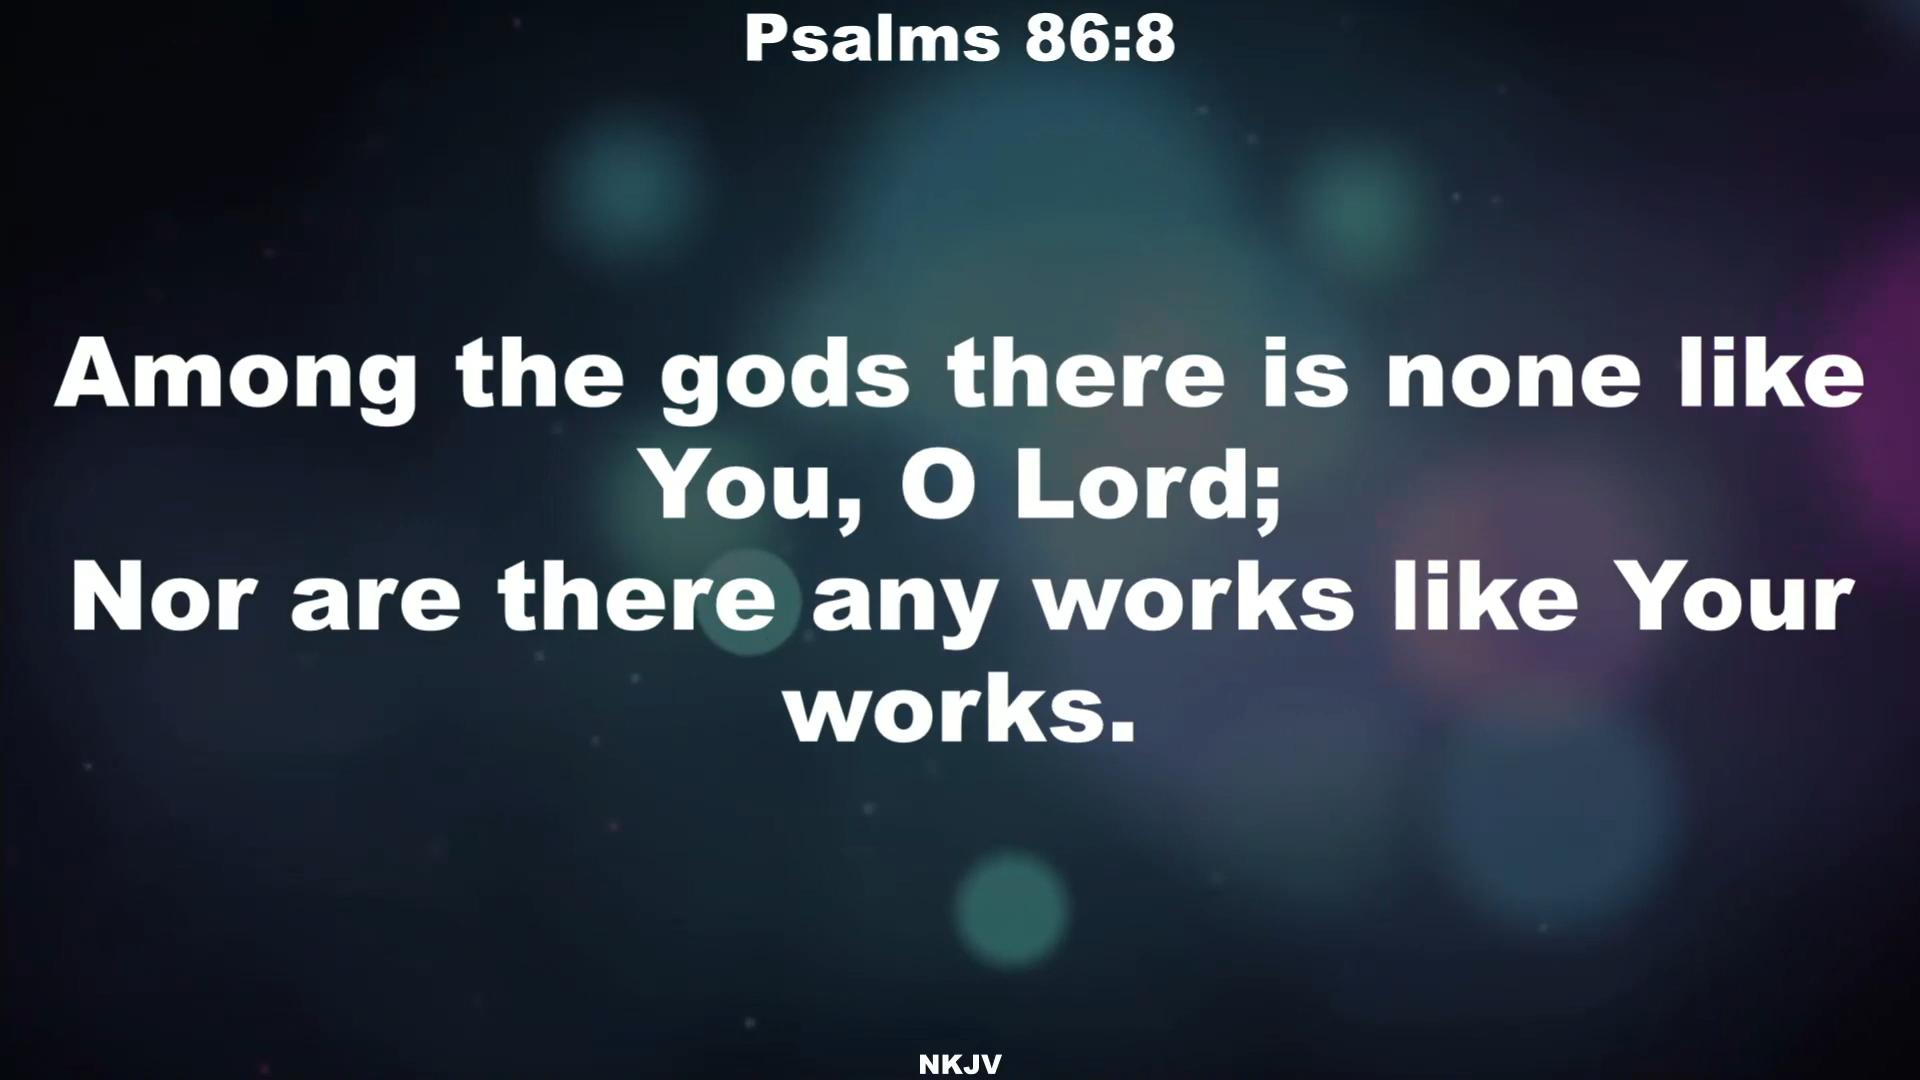 Psalms 86:8
Among the gods there is none like
You, O Lord;
Nor are there any works like Your
works.
NKJV